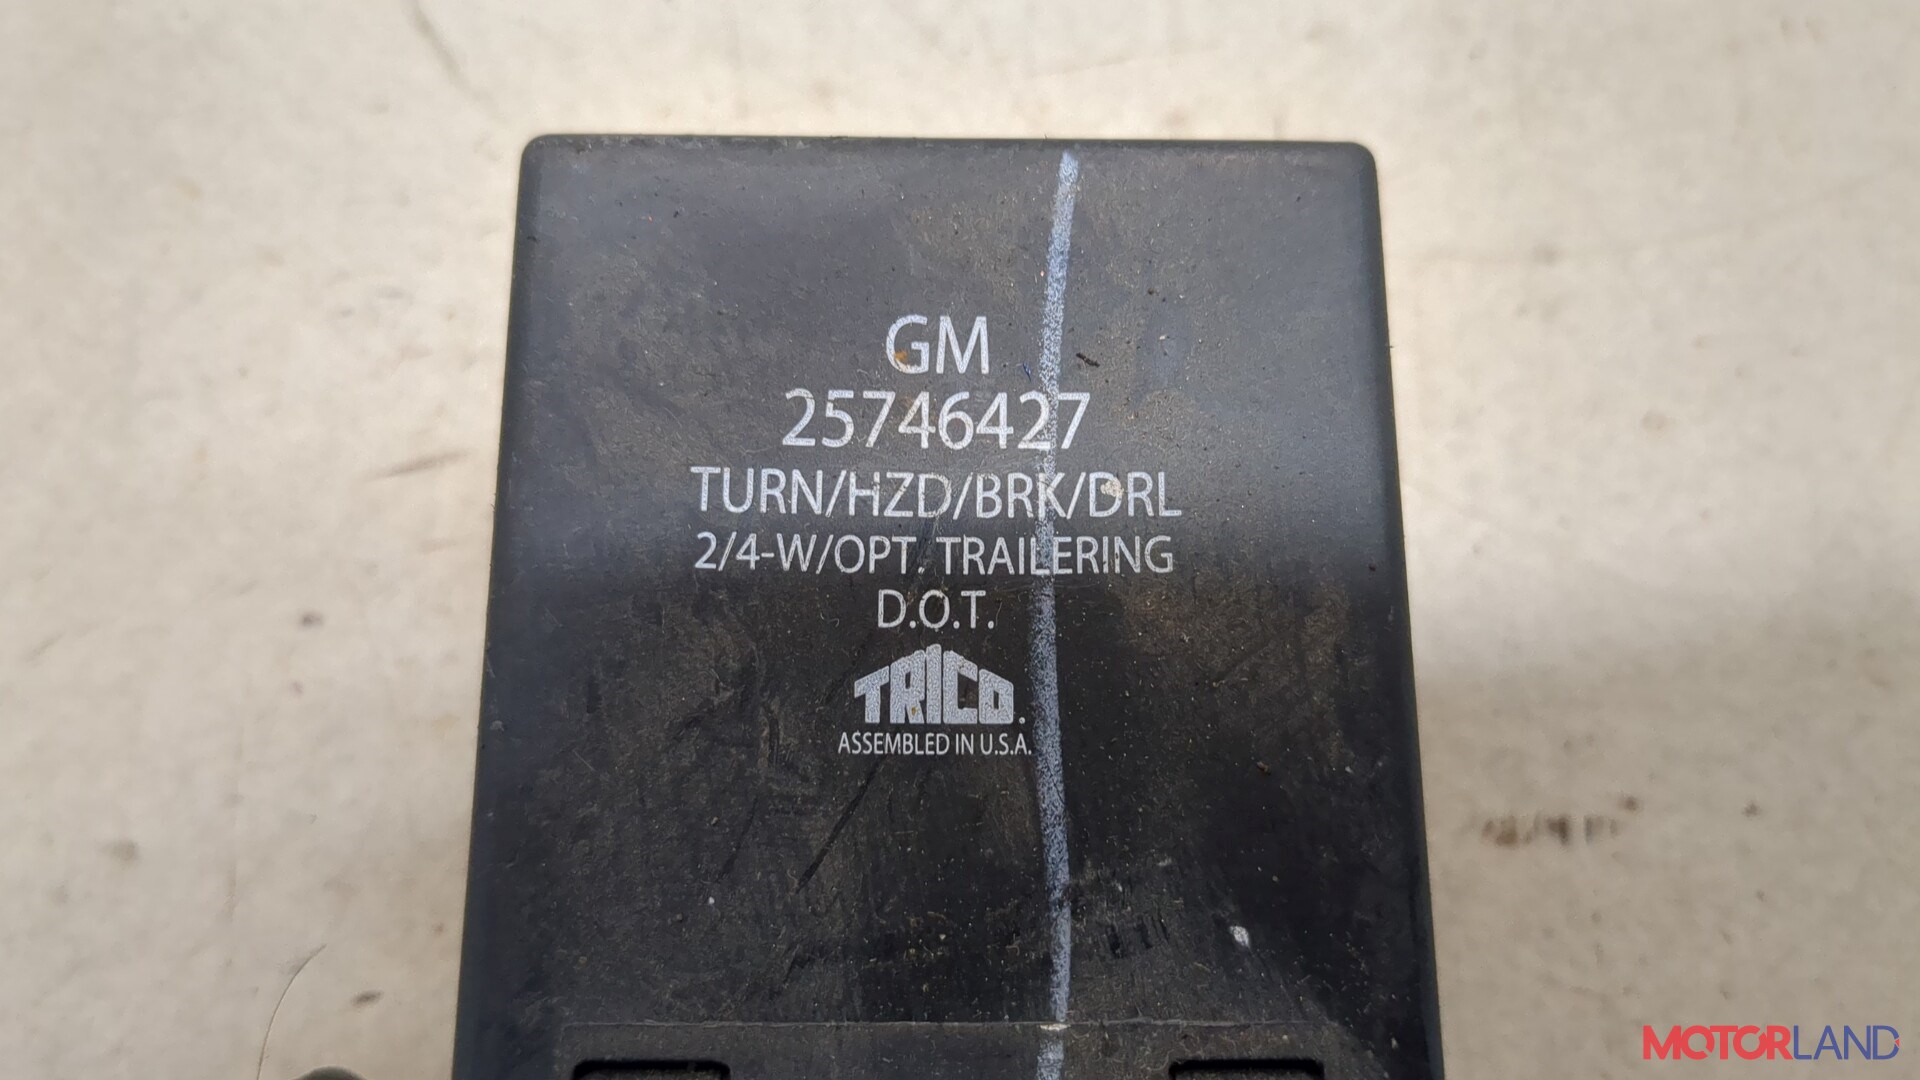 GM
25746427
TURN/HZD/BRK/DRL
2/4-W/OPT. TRAILERING
D.O.T.
TRICO.
ASSEMBLED IN U.S.A.
MOTORLAND